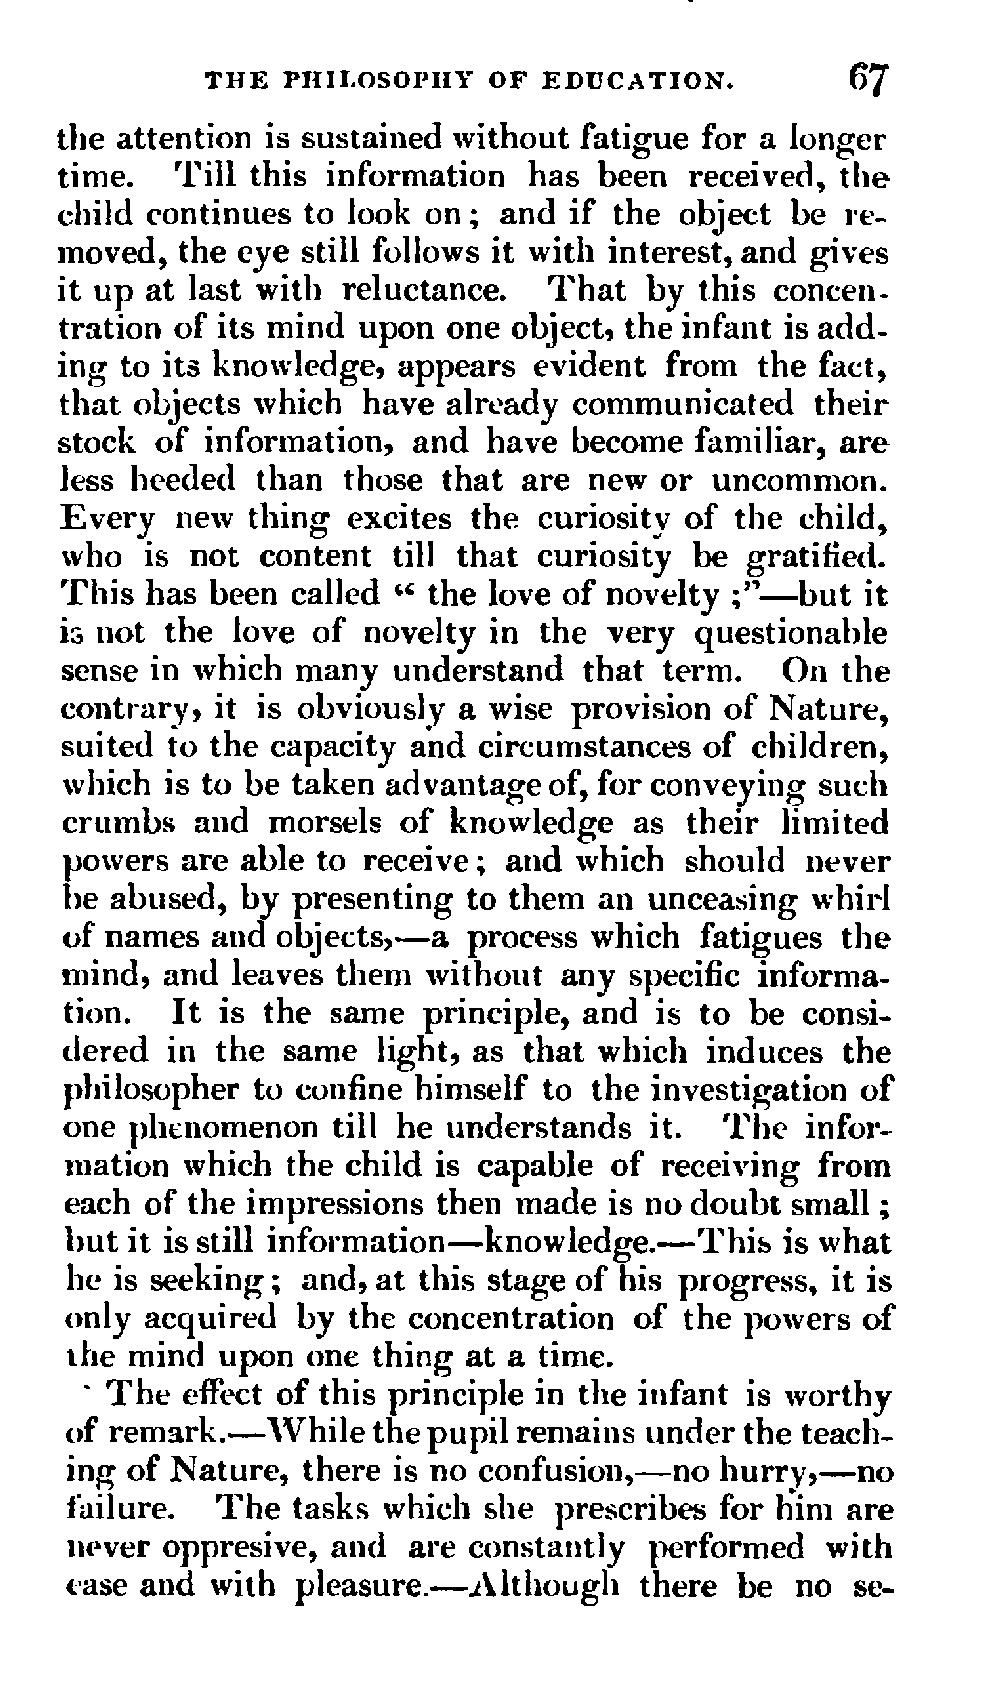 THE PHILOSOPHY OF EDUCATION. 67
the attention is sustained without fatigue for a longer
time. Till this information has been received, the
child continues to look on; and if the object be re-
moved, the eye still follows it with interest, and gives
it up at last with reluctance. That by this concen-
tration of its mind upon one object, the infant is add-
ing to its knowledge, appears evident from the fact,
that objects which have already communicated their
stock of information, and have become familiar, are
less heeded than those that are new or uncommon.
Every new thing excites the curiosity of the child,
who is not content till that curiosity be gratified.
This has been called “ the love of novelty ;”—but it
is not the love of novelty in the very questionable
sense in which many understand that term. On the
contrary, it is obviously a wise provision of Nature,
suited to the capacity and circumstances of children,
which is to be taken advantage of, for conveying such
crumbs and morsels of knowledge as their limited
powers are able to receive; and which should never
be abused, by presenting to them an unceasing whirl
of names and objects,—a process which fatigues the
mind, and leaves them without any specific informa-
tion. It is the same principle, and is to be consi-
dered in the same light, as that which induces the
philosopher to confine himself to the investigation of
one phenomenon till he understands it. The infor-
mation which the child is capable of receiving from
each of the impressions then made is no doubt small;
but it is still information—knowledge.—This is what
he is seeking; and, at this stage of his progress, it is
only acquired by the concentration of the powers of
the mind upon one thing at a time.
The effect of this principle in the infant is worthy
of remark.—While the pupil remains under the teach-
ing of Nature, there is no confusion,—no hurry,—no
failure. The tasks which she prescribes for him are
never oppresive, and are constantly performed with
ease and with pleasure.—Although there be no se-